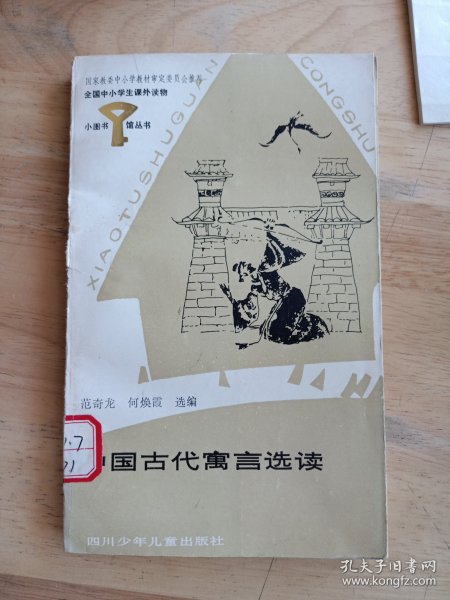 国家教委中小学教材审定委员会推荐
全国中小学生课外读物
小图书馆丛书
XIAOTUSHUGUAN CONGSHU
范奇龙 何焕霞 选编
中国古代寓言选读
四川少年儿童出版社
孔夫子旧书网
www.kongfz.com